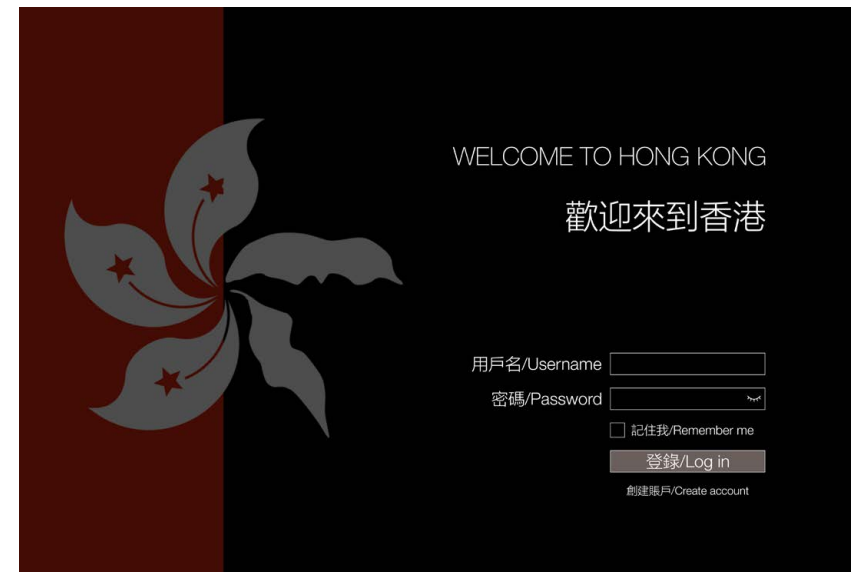 WELCOME TO HONG KONG
歡迎來到香港
用戶名/Username
密碼/Password
記住我/Remember me
登錄/Log in
創建賬戶/Create account